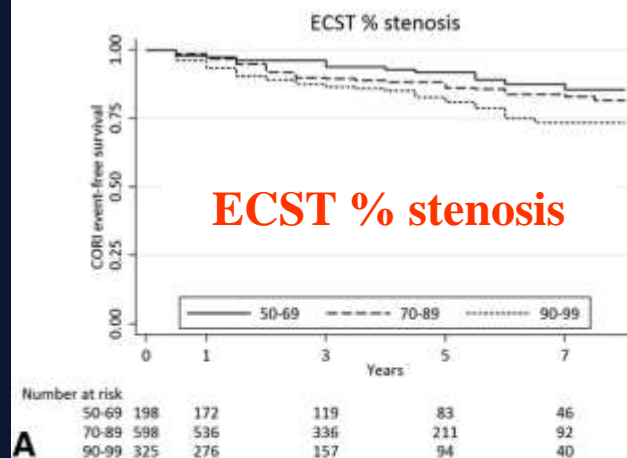 ECST % stenosis
1.00
0.75
0.50
0.25
0.00
CORI event-free survival
ECST % stenosis
50-69 70-89 90-99
0 1 3 5 7
Years
Number at risk
50-69 198 172 119 83 46
70-89 598 536 336 211 92
90-99 325 276 157 94 40
A